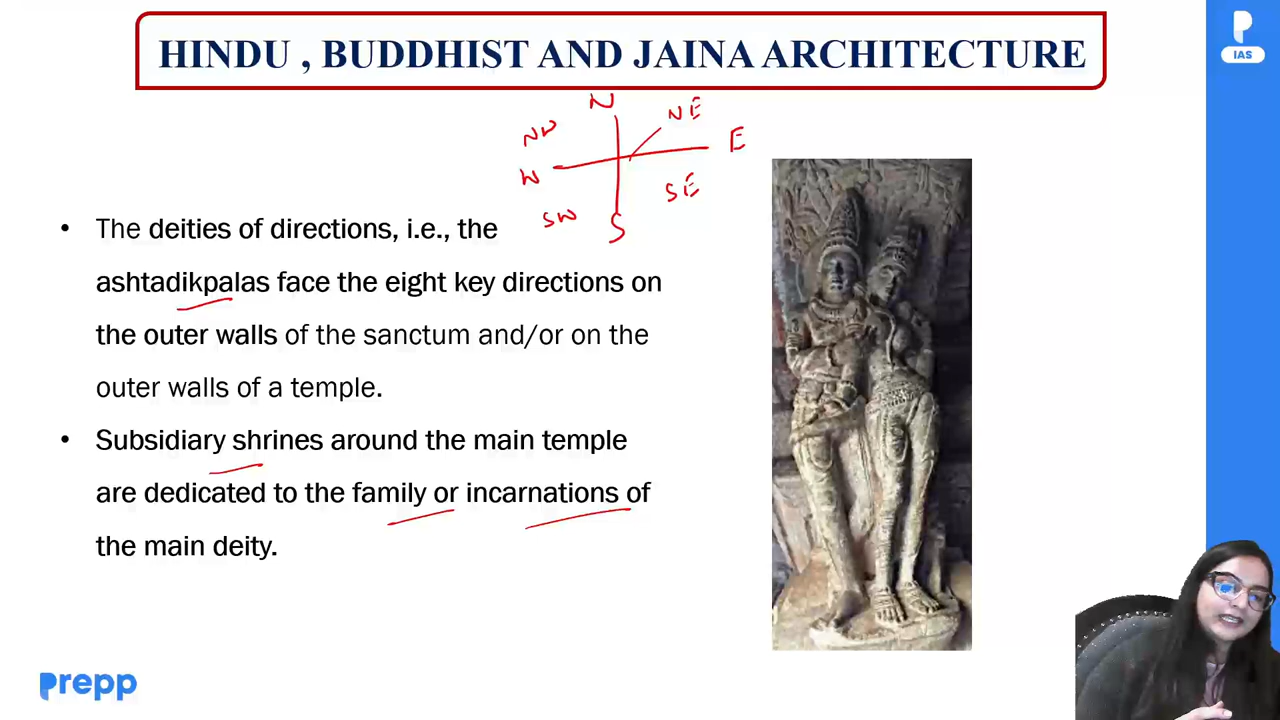 HINDU , BUDDHIST AND JAINA ARCHITECTURE
IAS
N
NE
NW
E
W
SE
SW
S
• The deities of directions, i.e., the
ashtadikpalas face the eight key directions on
the outer walls of the sanctum and/or on the
outer walls of a temple.
• Subsidiary shrines around the main temple
are dedicated to the family or incarnations of
the main deity.
prepp